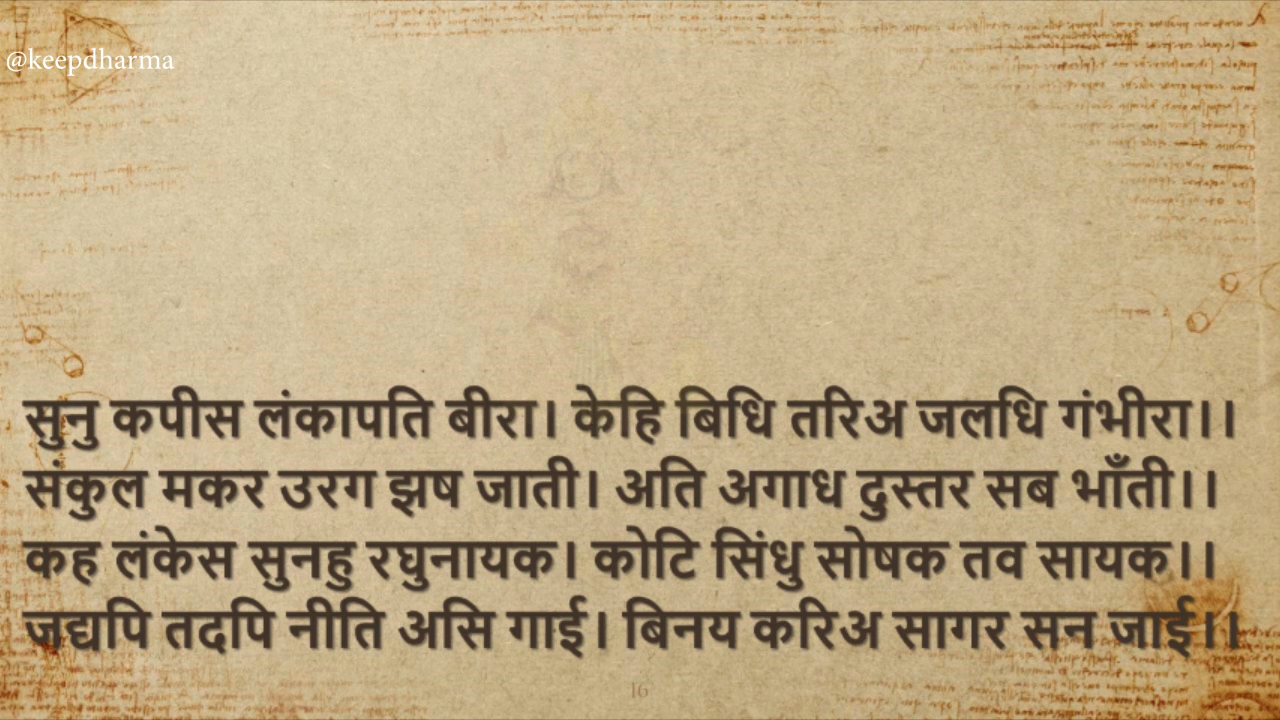 @keepdharma
सुनु कपीस लंकापति बीरा। केहि बिधि तरिअ जलधि गंभीरा।।
संकुल मकर उरग झष जाती। अति अगाध दुस्तर सब भाँती।।
कह लंकेस सुनहु रघुनायक। कोटि सिंधु सोषक तव सायक।।
जद्यपि तदपि नीति असि गाई। बिनय करिअ सागर सन जाई।।
16